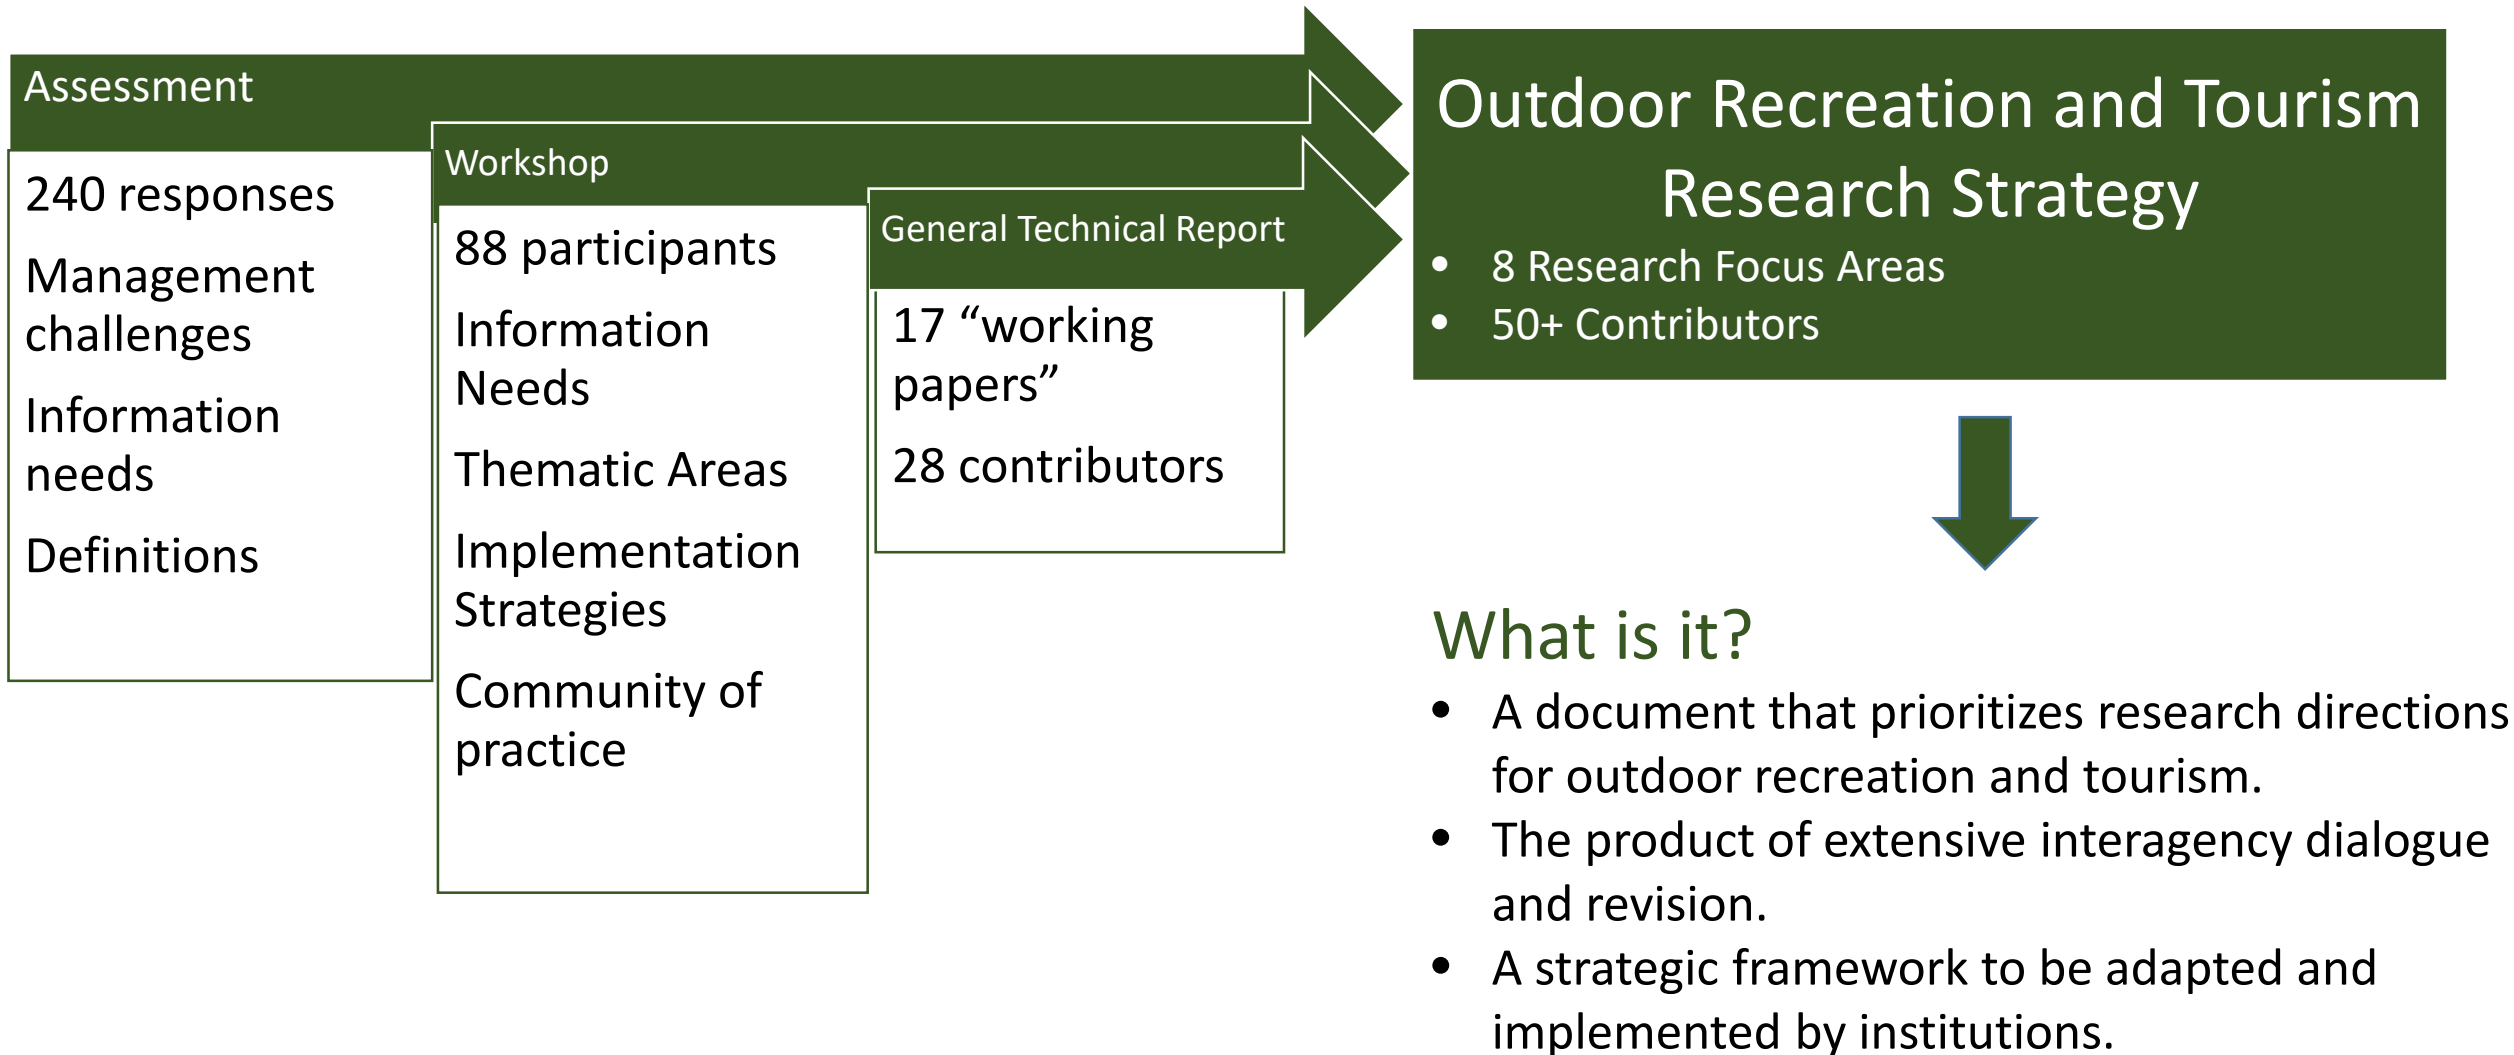 Assessment
240 responses
Management
challenges
Information
needs
Definitions
Workshop
88 participants
Information
Needs
Thematic Areas
Implementation
Strategies
Community of
practice
General Technical Report
17 “working
papers”
28 contributors
Outdoor Recreation and Tourism
Research Strategy
• 8 Research Focus Areas
• 50+ Contributors
What is it?
• A document that prioritizes research directions
for outdoor recreation and tourism.
• The product of extensive interagency dialogue
and revision.
• A strategic framework to be adapted and
implemented by institutions.